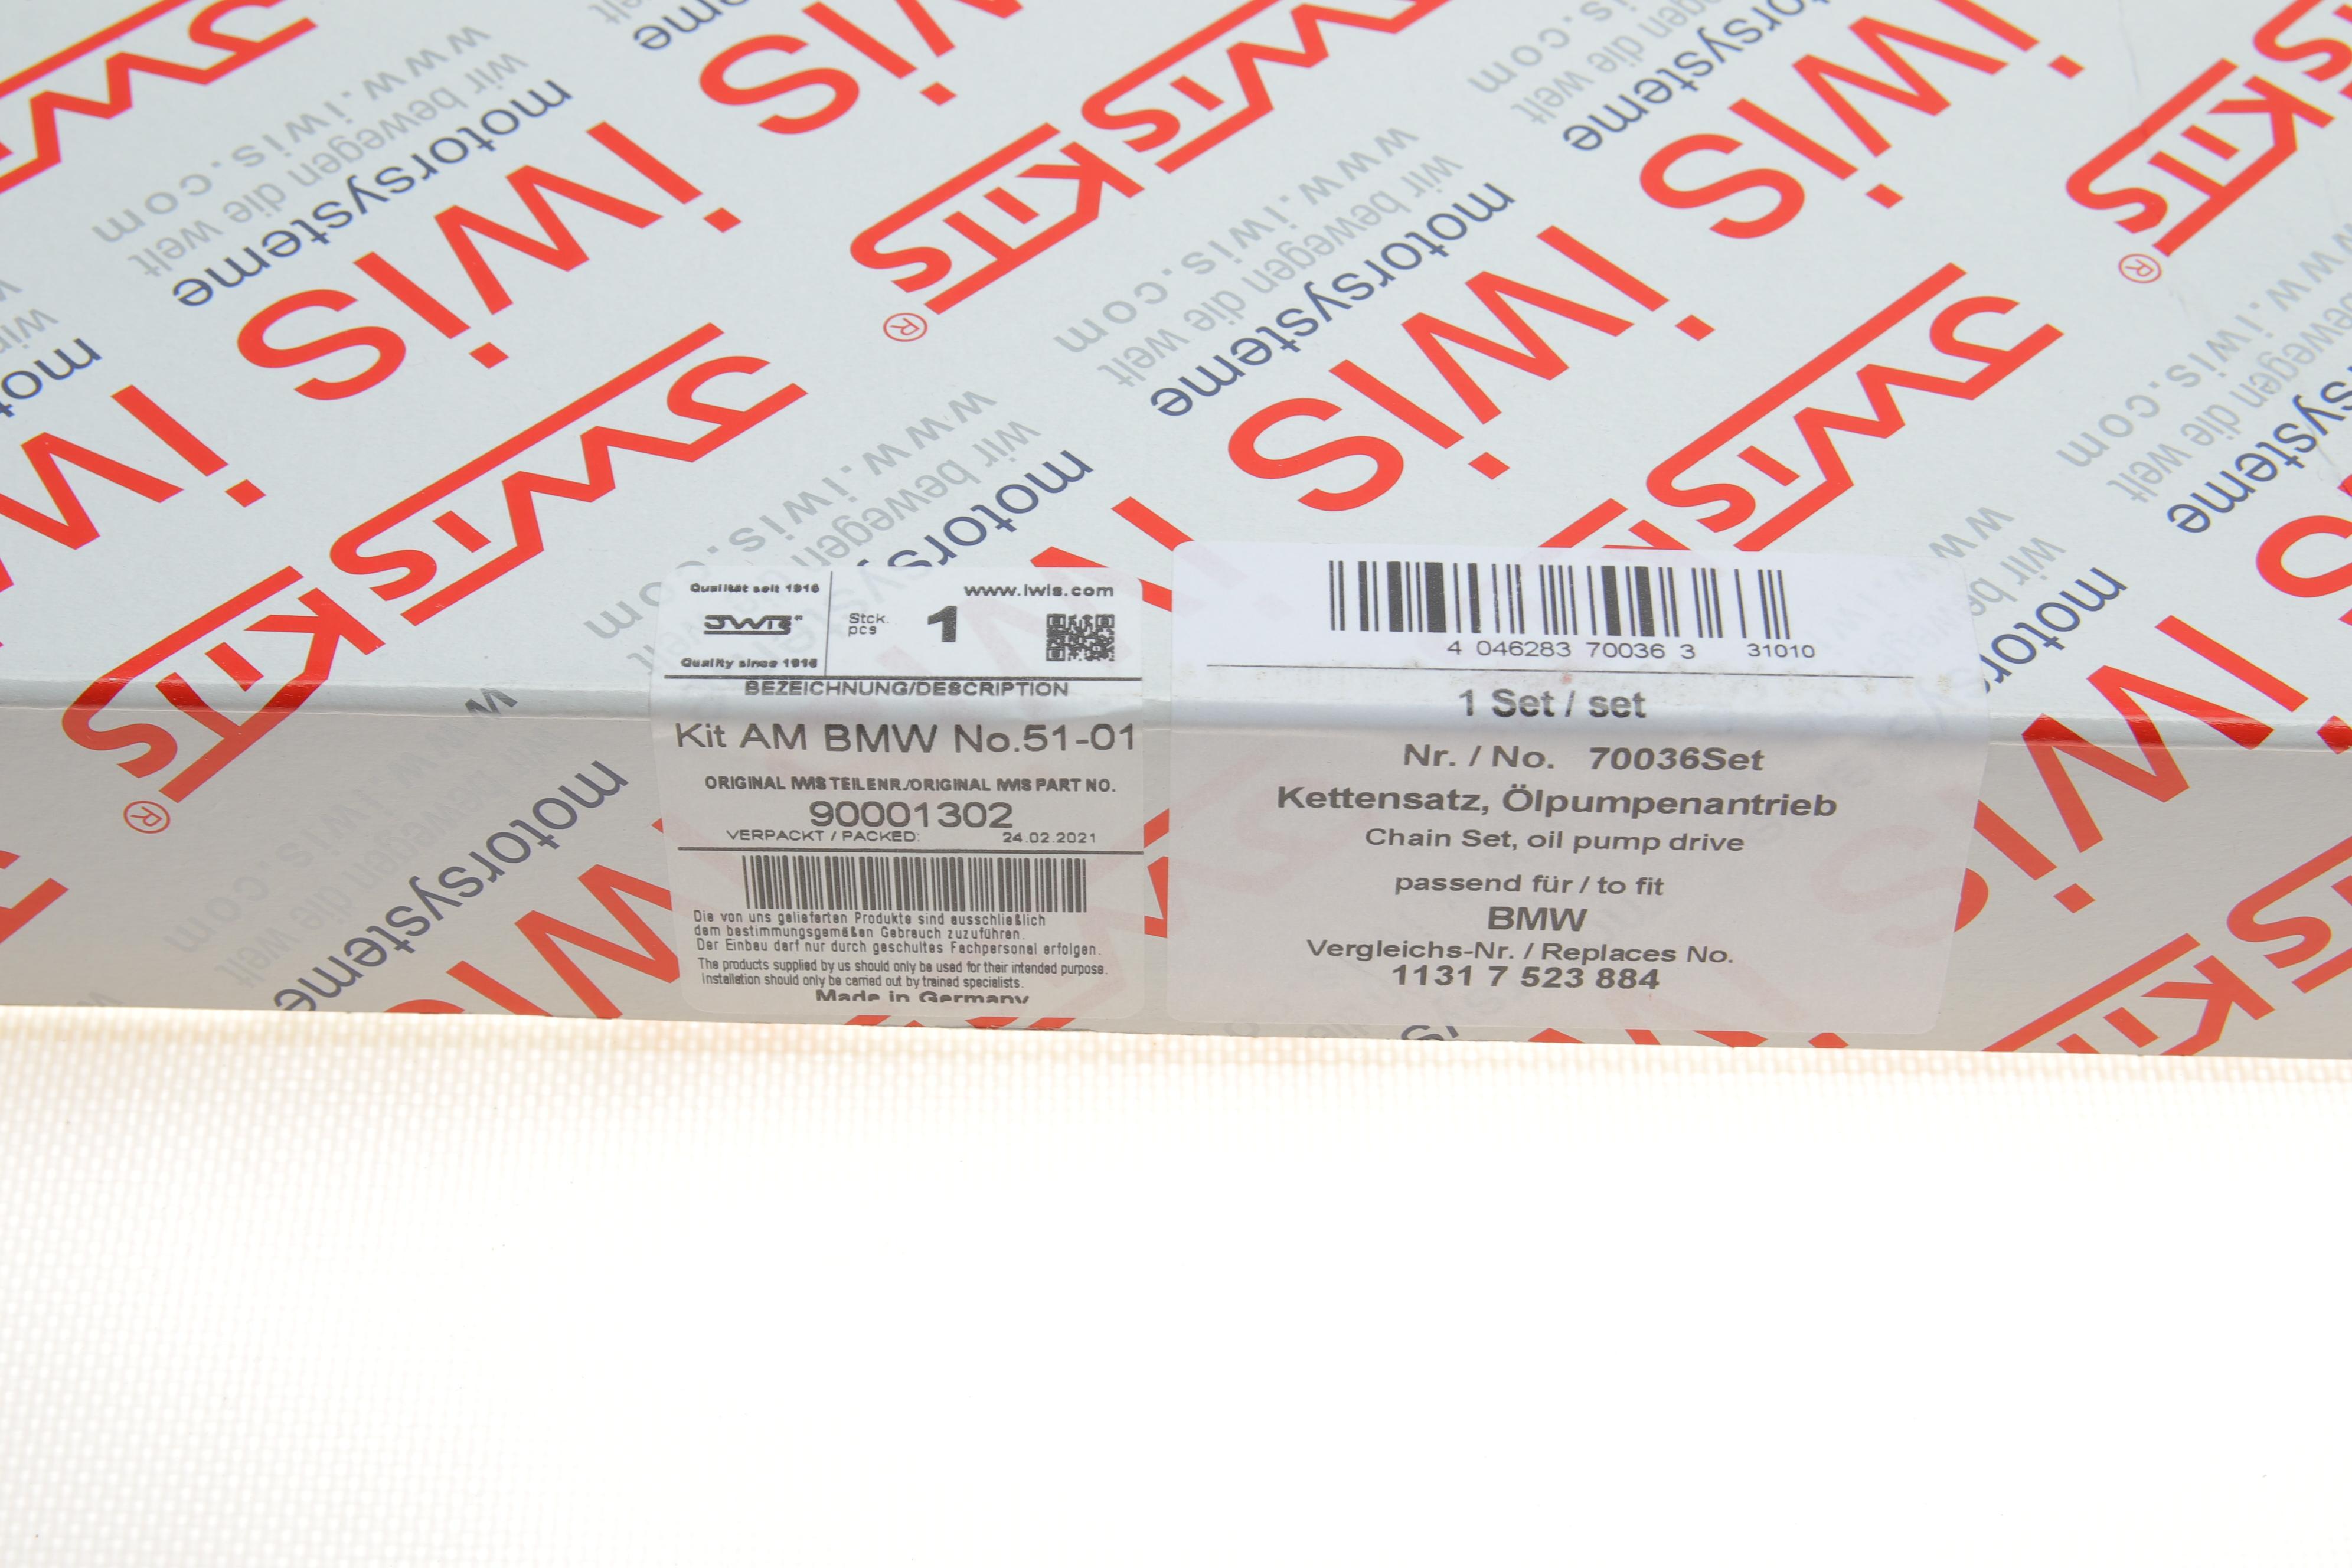 JWIS
KITS
®
iwis
motorsysteme
wir bewegen die welt
www.iwis.com
Qualität seit 1916
JWIS®
Quality since 1916
Stck.
pcs
1
www.iwis.com
BEZEICHNUNG/DESCRIPTION
Kit AM BMW No.51-01
ORIGINAL IWIS TEILENR./ORIGINAL IWIS PART NO.
90001302
VERPACKT / PACKED: 24.02.2021
Die von uns gelieferten Produkte sind ausschließlich
dem bestimmungsgemäßen Gebrauch zuzuführen.
Der Einbau darf nur durch geschultes Fachpersonal erfolgen.
The products supplied by us should only be used for their intended purpose.
Installation should only be carried out by trained specialists.
Made in Germany
4 046283 70036 3 31010
1 Set / set
Nr. / No. 70036Set
Kettensatz, Ölpumpenantrieb
Chain Set, oil pump drive
passend für / to fit
BMW
Vergleichs-Nr. / Replaces No.
1131 7 523 884